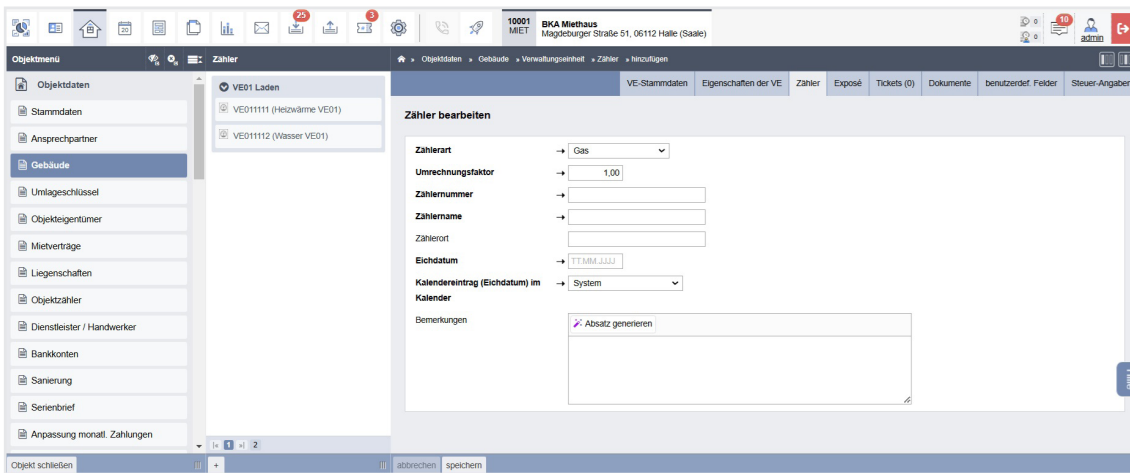 20
25
3
10001
MIET
BKA Miethaus
Magdeburger Straße 51, 06112 Halle (Saale)
0
0
10
admin
Objektmenü
Zähler
» Objektdaten » Gebäude » Verwaltungseinheit » Zähler » hinzufügen
Objektdaten
Stammdaten
Ansprechpartner
Gebäude
Umlageschlüssel
Objekteigentümer
Mietverträge
Liegenschaften
Objektzähler
Dienstleister / Handwerker
Bankkonten
Sanierung
Serienbrief
Anpassung monatl. Zahlungen
VE01 Laden
VE011111 (Heizwärme VE01)
VE011112 (Wasser VE01)
1 2
VE-Stammdaten Eigenschaften der VE Zähler Exposé Tickets (0) Dokumente benutzerdef. Felder Steuer-Angaben
Zähler bearbeiten
Zählerart → Gas
Umrechnungsfaktor → 1,00
Zählernummer →
Zählername →
Zählerort
Eichdatum → TT.MM.JJJJ
Kalendereintrag (Eichdatum) im → System
Kalender
Bemerkungen
Absatz generieren
Objekt schließen + abbrechen speichern